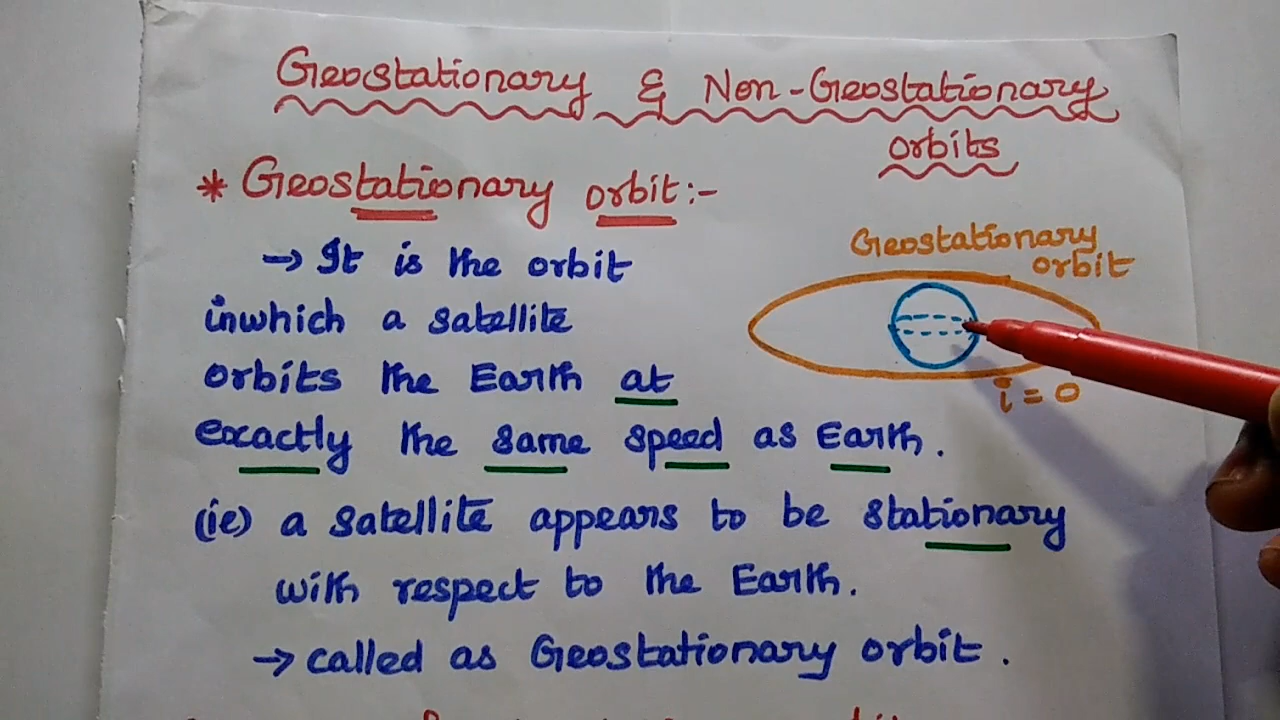 Geostationary & Non-Geostationary
orbits
* Geostationary orbit:-
→ It is the orbit
inwhich a satellite
orbits the Earth at
exactly the same speed as Earth.
(ie) a satellite appears to be stationary
with respect to the Earth.
→ called as Geostationary orbit.
Geostationary
orbit
i = 0